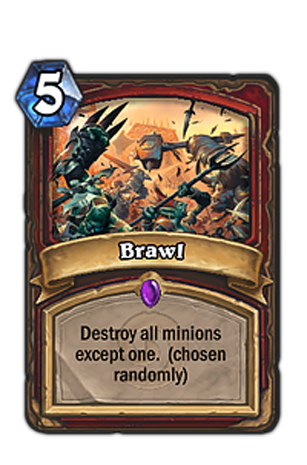 5
Brawl
Destroy all minions
except one.  (chosen
randomly)